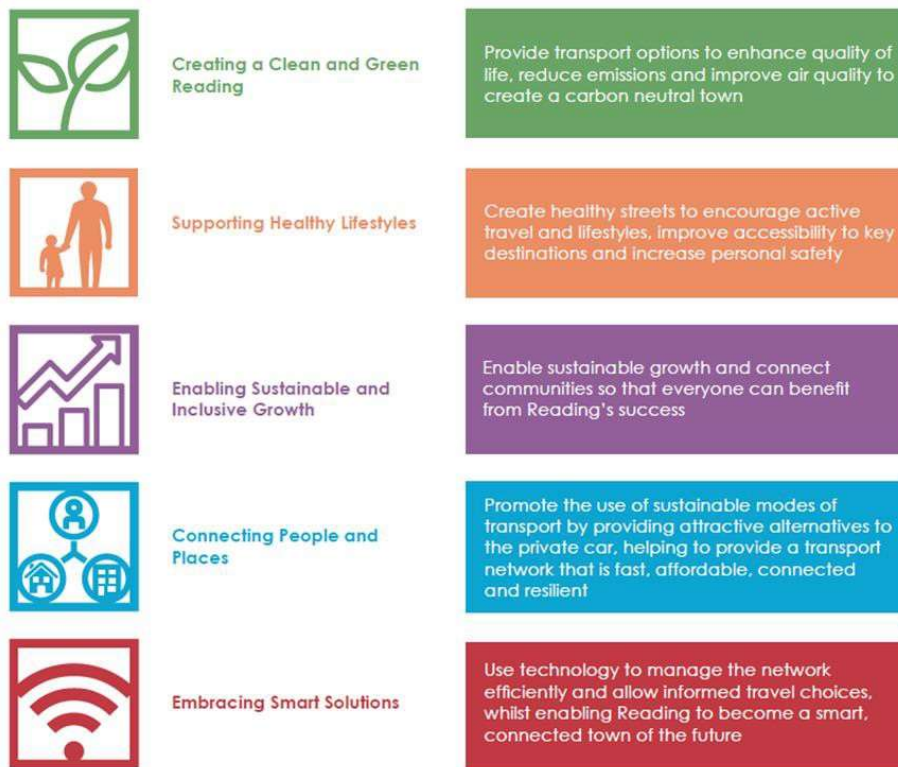 Creating a Clean and Green
Reading
Provide transport options to enhance quality of
life, reduce emissions and improve air quality to
create a carbon neutral town
Supporting Healthy Lifestyles
Create healthy streets to encourage active
travel and lifestyles, improve accessibility to key
destinations and increase personal safety
Enabling Sustainable and
Inclusive Growth
Enable sustainable growth and connect
communities so that everyone can benefit
from Reading's success
Connecting People and
Places
Promote the use of sustainable modes of
transport by providing attractive alternatives to
the private car, helping to provide a transport
network that is fast, affordable, connected
and resilient
Embracing Smart Solutions
Use technology to manage the network
efficiently and allow informed travel choices,
whilst enabling Reading to become a smart,
connected town of the future